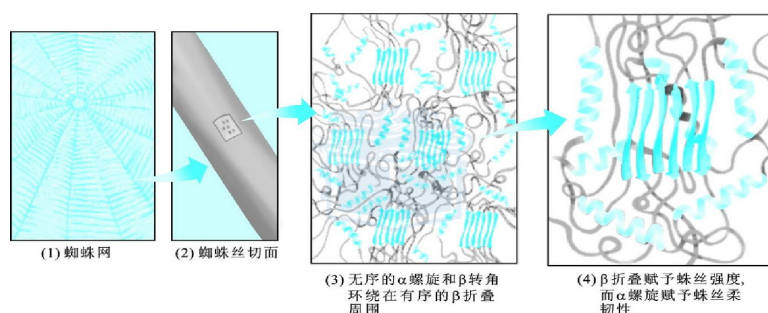 (1) 蜘蛛网
(2) 蜘蛛丝切面
(3) 无序的α螺旋和β转角
环绕在有序的β折叠
周围
(4) β折叠赋予蛛丝强度,
而α螺旋赋予蛛丝柔
韧性